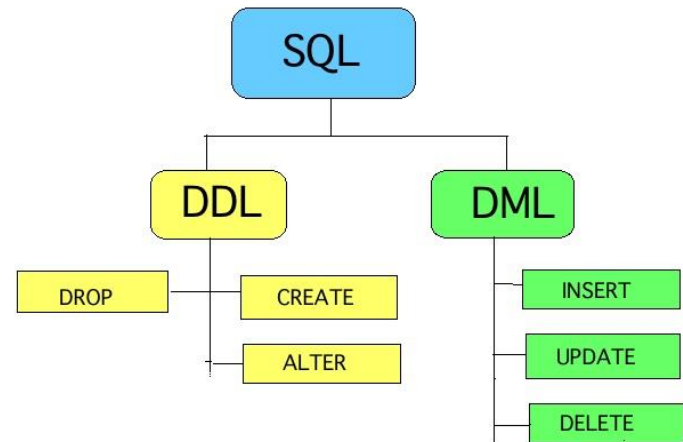 SQL
DDL
DML
DROP
CREATE
ALTER
INSERT
UPDATE
DELETE